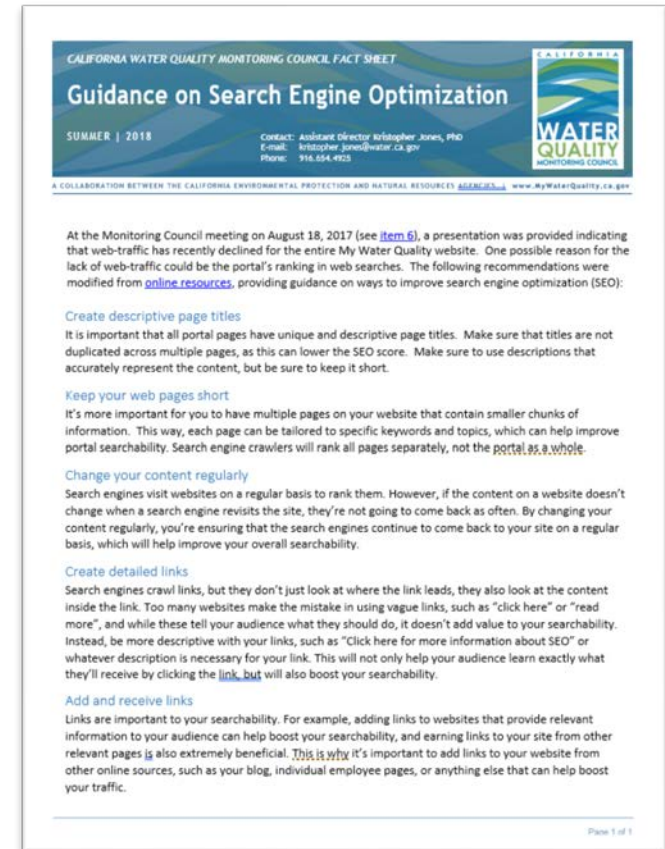 CALIFORNIA WATER QUALITY MONITORING COUNCIL FACT SHEET
Guidance on Search Engine Optimization
SUMMER | 2018
Contact: Assistant Director Kristopher Jones, PhD
E-mail: kristopher.jones@water.ca.gov
Phone: 916.654.4925
CALIFORNIA
WATER
QUALITY
MONITORING COUNCIL
A COLLABORATION BETWEEN THE CALIFORNIA ENVIRONMENTAL PROTECTION AND NATURAL RESOURCES AGENCIES | www.MyWaterQuality.ca.gov
At the Monitoring Council meeting on August 18, 2017 (see item 6), a presentation was provided indicating
that web-traffic has recently declined for the entire My Water Quality website. One possible reason for the
lack of web-traffic could be the portal's ranking in web searches. The following recommendations were
modified from online resources, providing guidance on ways to improve search engine optimization (SEO):
Create descriptive page titles
It is important that all portal pages have unique and descriptive page titles. Make sure that titles are not
duplicated across multiple pages, as this can lower the SEO score. Make sure to use descriptions that
accurately represent the content, but be sure to keep it short.
Keep your web pages short
It's more important for you to have multiple pages on your website that contain smaller chunks of
information. This way, each page can be tailored to specific keywords and topics, which can help improve
portal searchability. Search engine crawlers will rank all pages separately, not the portal as a whole.
Change your content regularly
Search engines visit websites on a regular basis to rank them. However, if the content on a website doesn't
change when a search engine revisits the site, they're not going to come back as often. By changing your
content regularly, you're ensuring that the search engines continue to come back to your site on a regular
basis, which will help improve your overall searchability.
Create detailed links
Search engines crawl links, but they don't just look at where the link leads, they also look at the content
inside the link. Too many websites make the mistake in using vague links, such as "click here" or "read
more", and while these tell your audience what they should do, it doesn't add value to your searchability.
Instead, be more descriptive with your links, such as "Click here for more information about SEO" or
whatever description is necessary for your link. This will not only help your audience learn exactly what
they'll receive by clicking the link, but will also boost your searchability.
Add and receive links
Links are important to your searchability. For example, adding links to websites that provide relevant
information to your audience can help boost your searchability, and earning links to your site from other
relevant pages is also extremely beneficial. This is why it's important to add links to your website from
other online sources, such as your blog, individual employee pages, or anything else that can help boost
your traffic.
Page 1 of 1